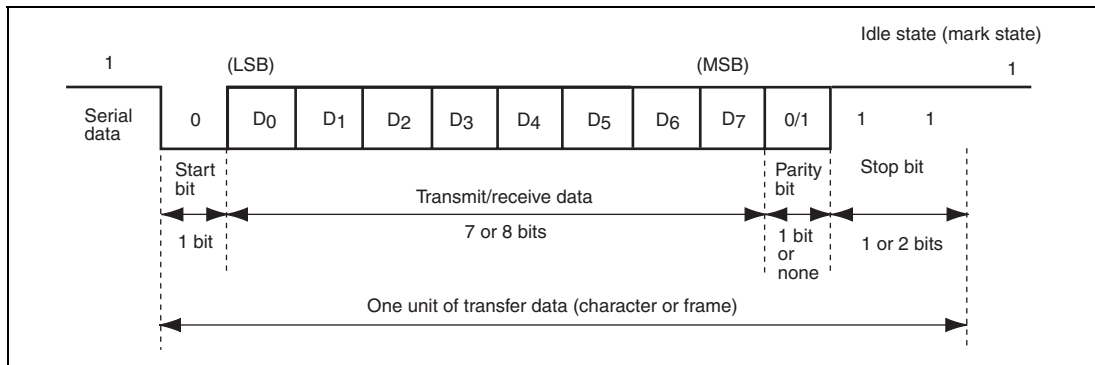 Idle state (mark state)
1 (LSB) (MSB) 1
Serial data
0 D0 D1 D2 D3 D4 D5 D6 D7 0/1 1 1
Start bit
Parity bit
Stop bit
Transmit/receive data
1 bit
7 or 8 bits
1 bit or none
1 or 2 bits
One unit of transfer data (character or frame)